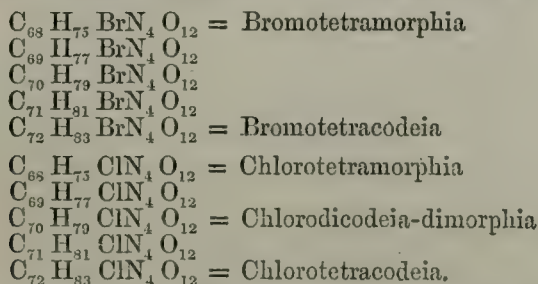 C₆₈ H₇₅ BrN₄ O₁₂ = Bromotetramorphia
C₆₉ H₇₇ BrN₄ O₁₂
C₇₀ H₇₉ BrN₄ O₁₂
C₇₁ H₈₁ BrN₄ O₁₂
C₇₂ H₈₃ BrN₄ O₁₂ = Bromotetracodeia
C₆₈ H₇₅ ClN₄ O₁₂ = Chlorotetramorphia
C₆₉ H₇₇ ClN₄ O₁₂
C₇₀ H₇₉ ClN₄ O₁₂ = Chlorodicodeia-dimorphia
C₇₁ H₈₁ ClN₄ O₁₂
C₇₂ H₈₃ ClN₄ O₁₂ = Chlorotetracodeia.